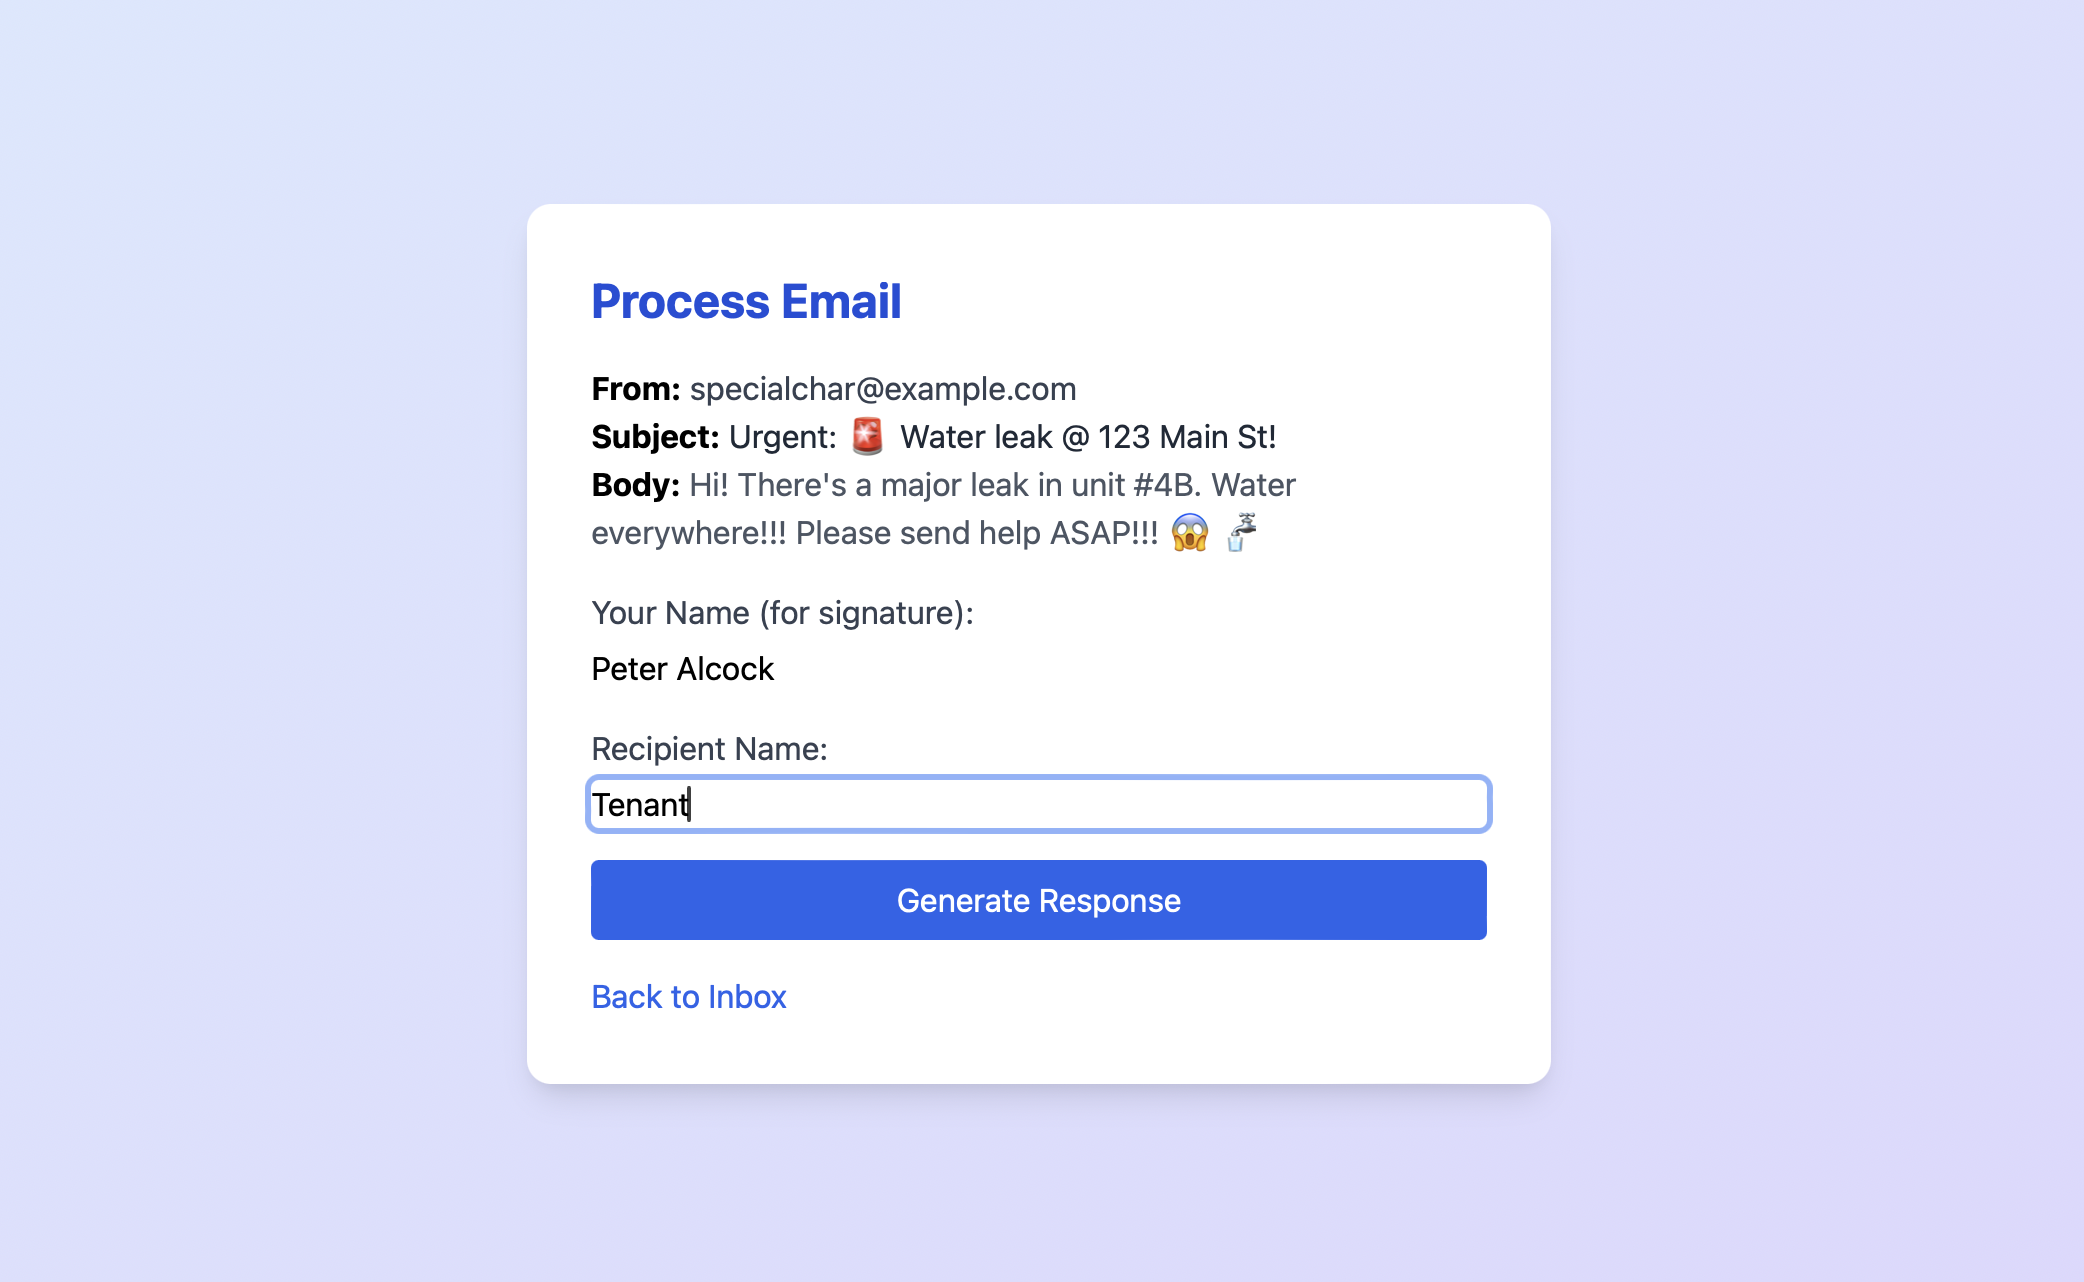 Process Email
From: specialchar@example.com
Subject: Urgent: 🚨 Water leak @ 123 Main St!
Body: Hi! There's a major leak in unit #4B. Water
everywhere!!! Please send help ASAP!!! 😱 🚰
Your Name (for signature):
Peter Alcock
Recipient Name:
Tenant
Generate Response
Back to Inbox